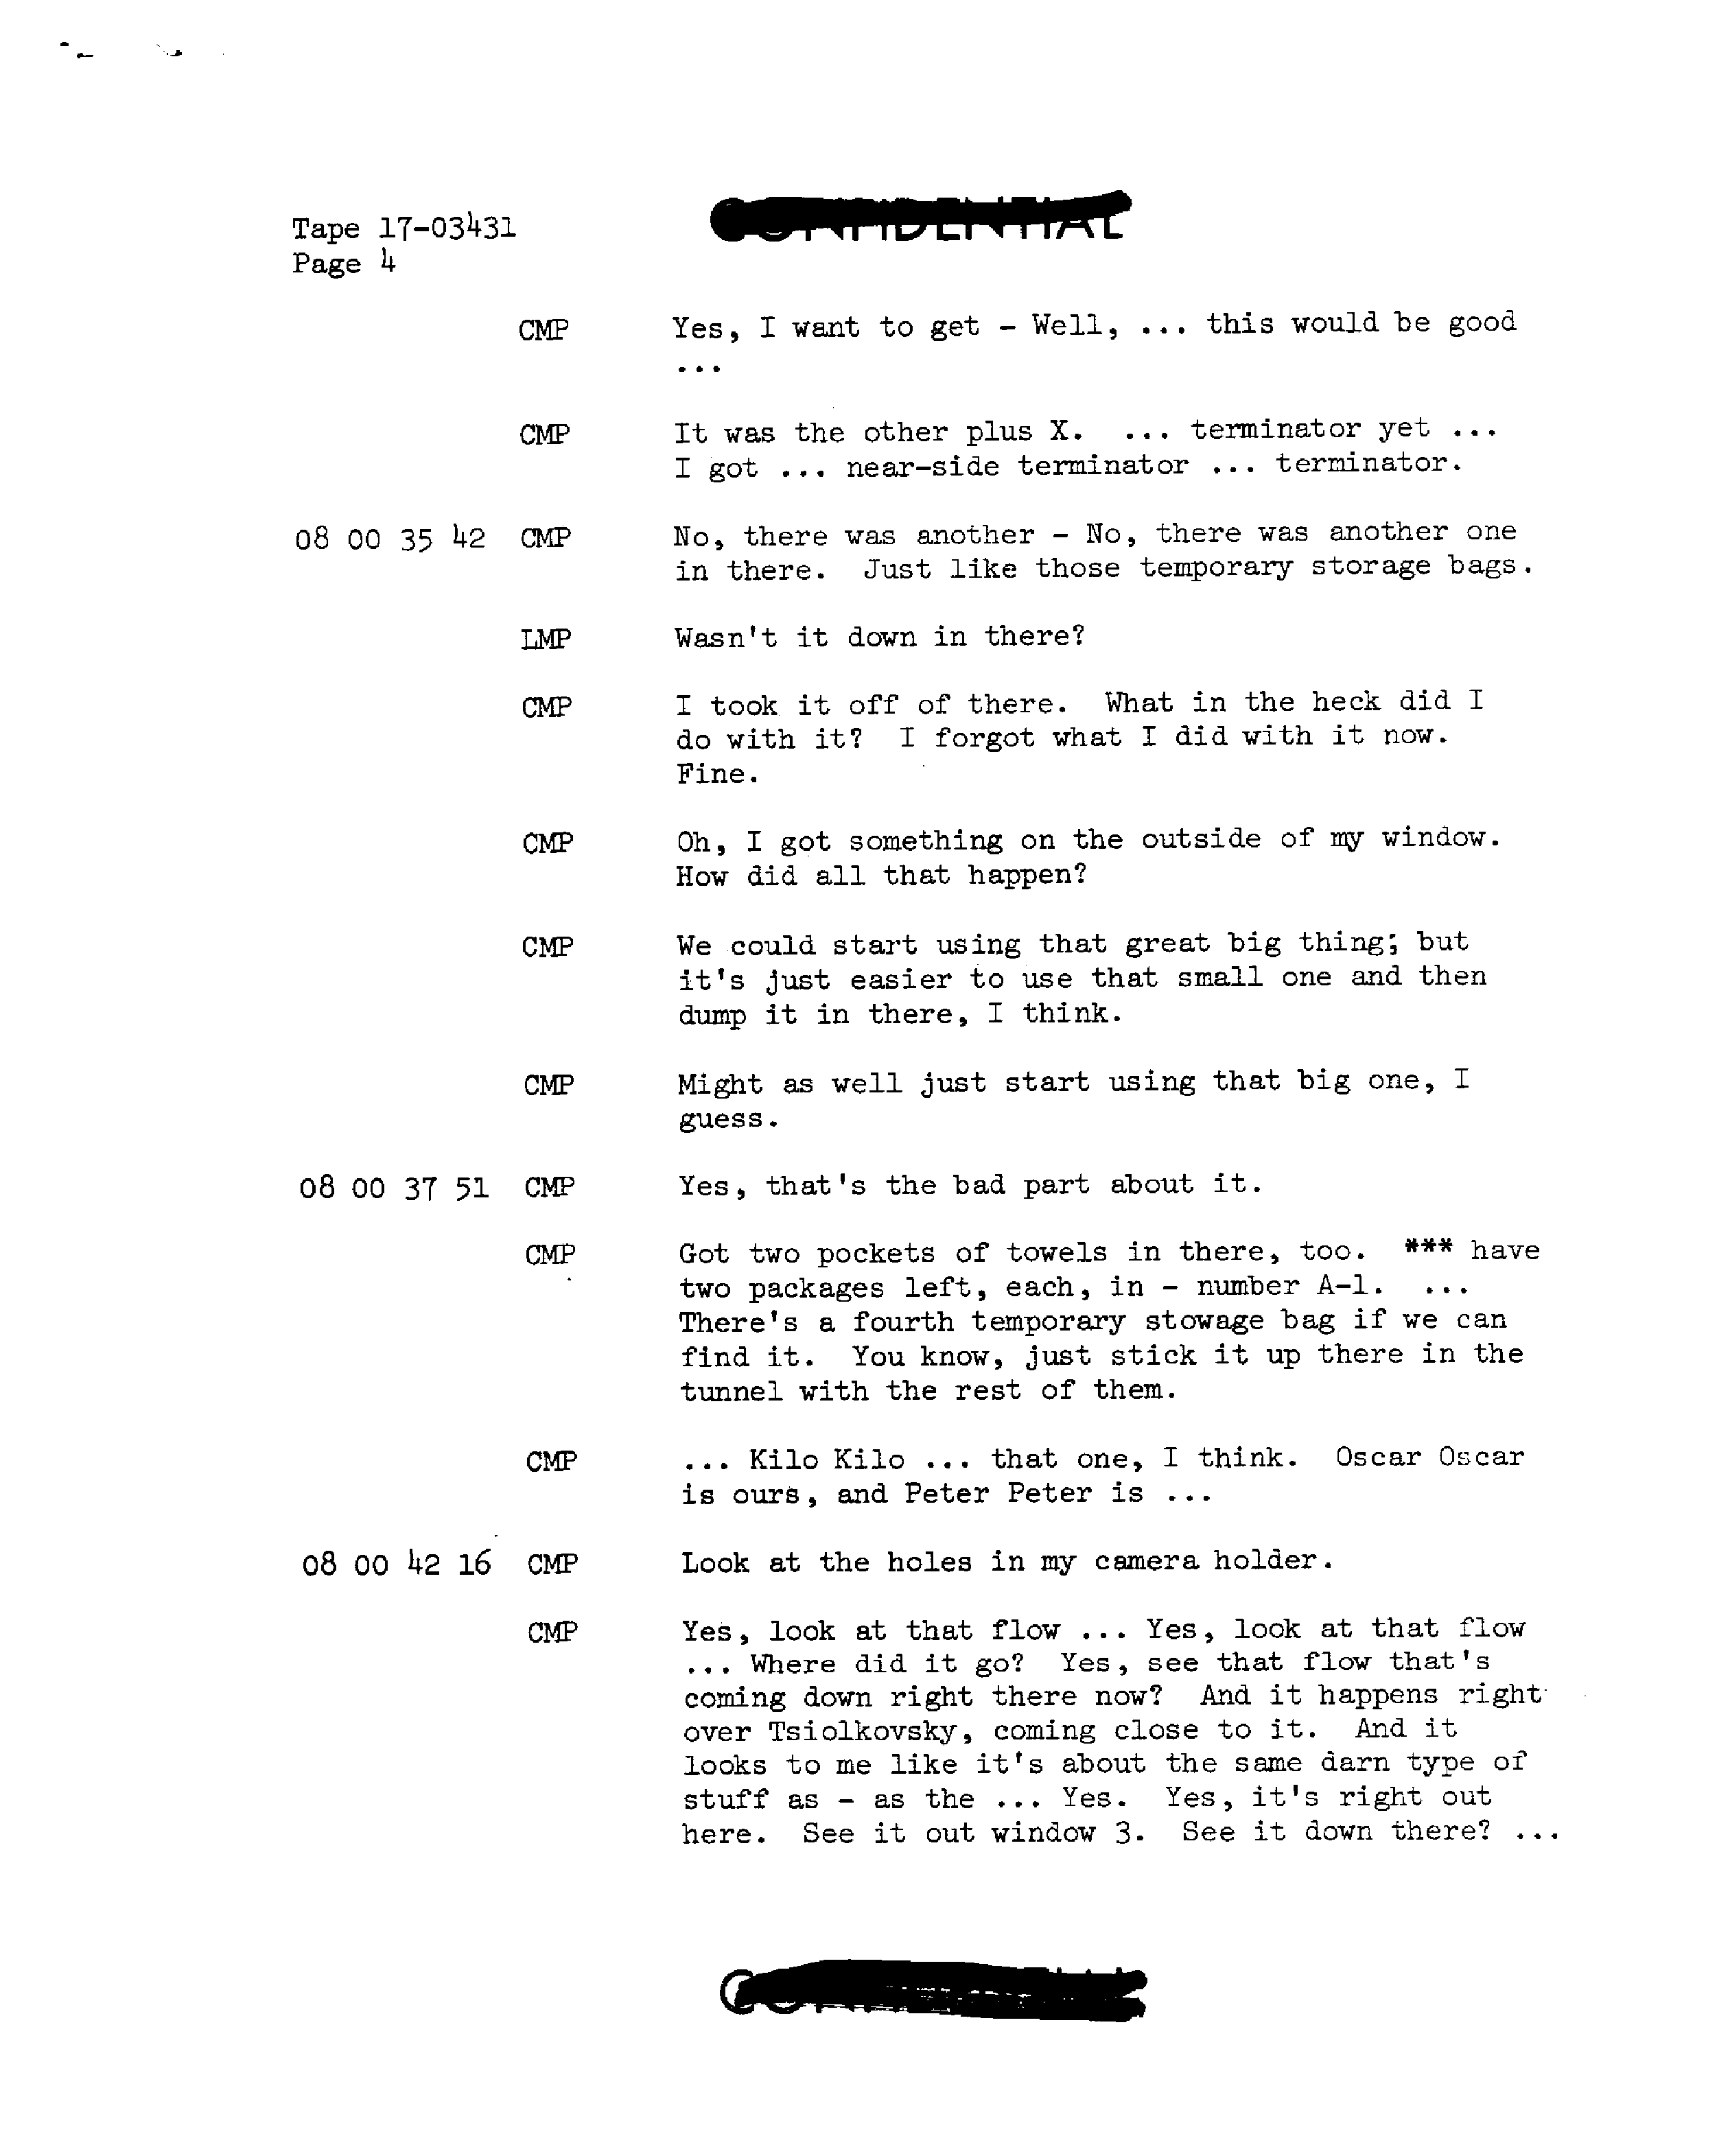 Tape 17-03431
CONFIDENTIAL
Page 4
CMP Yes, I want to get - Well, ... this would be good
...
CMP It was the other plus X. ... terminator yet ...
I got ... near-side terminator ... terminator.
08 00 35 42 CMP No, there was another - No, there was another one
in there. Just like those temporary storage bags.
LMP Wasn't it down in there?
CMP I took it off of there. What in the heck did I
do with it? I forgot what I did with it now.
Fine.
CMP Oh, I got something on the outside of my window.
How did all that happen?
CMP We could start using that great big thing; but
it's just easier to use that small one and then
dump it in there, I think.
CMP Might as well just start using that big one, I
guess.
08 00 37 51 CMP Yes, that's the bad part about it.
CMP Got two pockets of towels in there, too. *** have
two packages left, each, in - number A-1. ...
There's a fourth temporary stowage bag if we can
find it. You know, just stick it up there in the
tunnel with the rest of them.
CMP ... Kilo Kilo ... that one, I think. Oscar Oscar
is ours, and Peter Peter is ...
08 00 42 16 CMP Look at the holes in my camera holder.
CMP Yes, look at that flow ... Yes, look at that flow
... Where did it go? Yes, see that flow that's
coming down right there now? And it happens right
over Tsiolkovsky, coming close to it. And it
looks to me like it's about the same darn type of
stuff as - as the ... Yes. Yes, it's right out
here. See it out window 3. See it down there? ...